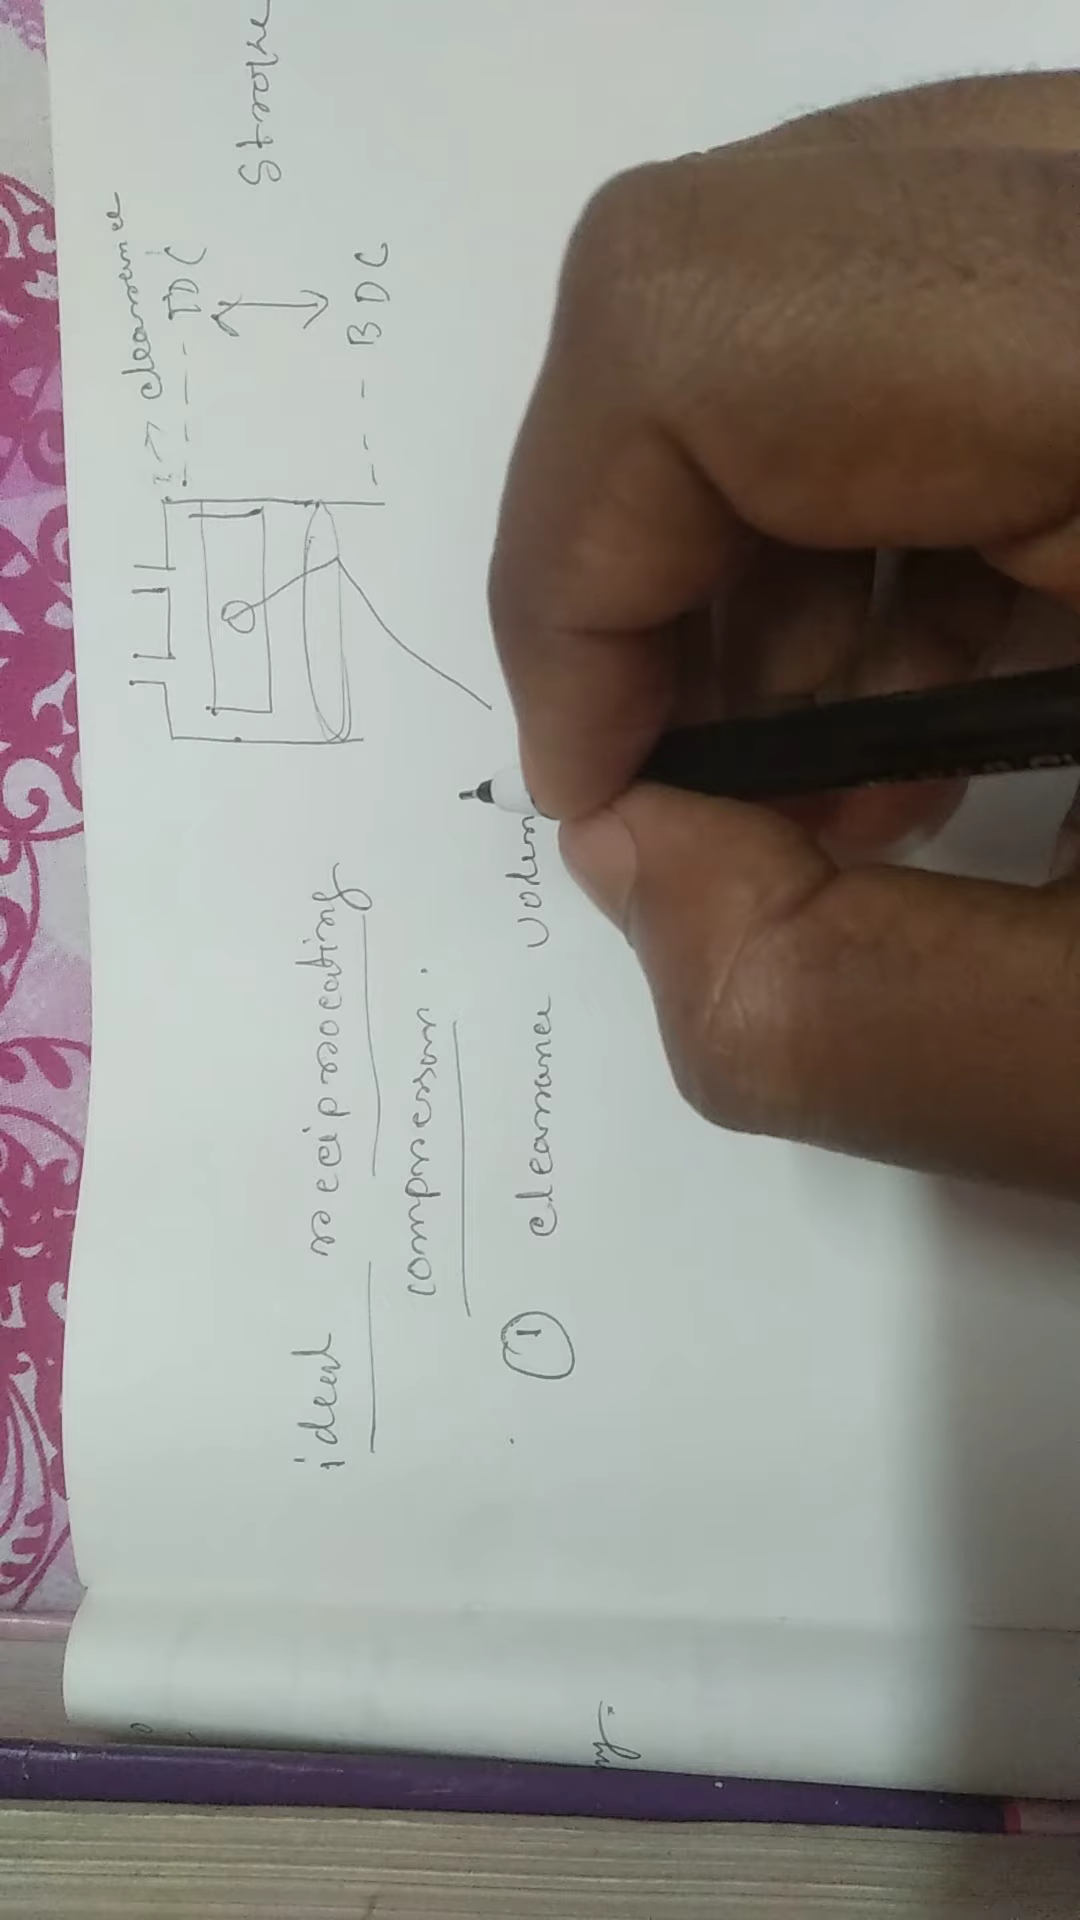 clearance
TDC
Stroke
BDC
ideal reciprocating
compressor.
① clearance volum